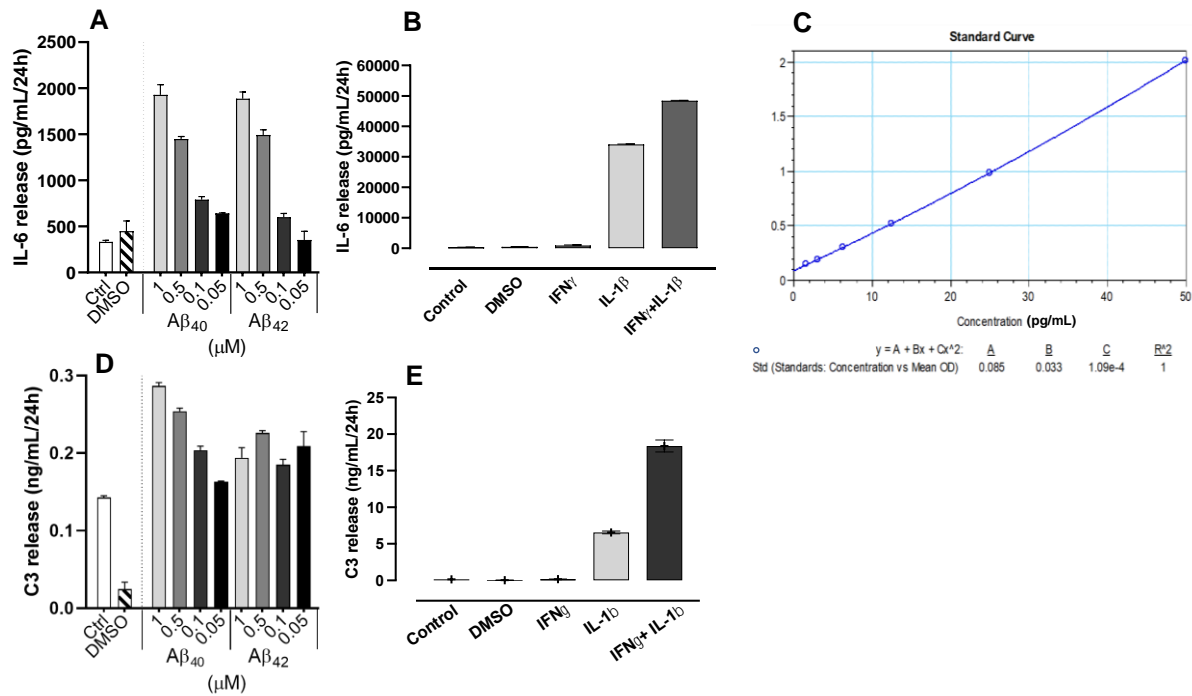 A
2500
2000
1500
1000
500
0
IL-6 release (pg/mL/24h)
Ctrl
DMSO
1
0.5
0.1
0.05
1
0.5
0.1
0.05
Aβ40
Aβ42
(μM)
B
60000
50000
40000
30000
20000
10000
0
IL-6 release (pg/mL/24h)
Control
DMSO
IFNγ
IL-1β
IFNγ+IL-1β
C
Standard Curve
2
1.5
1
0.5
0
0
10
20
30
40
50
Concentration (pg/mL)
y = A + Bx + Cx^2: A B C R^2
Std (Standards: Concentration vs Mean OD) 0.085 0.033 1.09e-4 1
D
0.3
0.2
0.1
0.0
C3 release (ng/mL/24h)
Ctrl
DMSO
1
0.5
0.1
0.05
1
0.5
0.1
0.05
Aβ40
Aβ42
(μM)
E
25
20
15
10
5
0
C3 release (ng/mL/24h)
Control
DMSO
IFNg
IL-1b
IFNg+ IL-1b